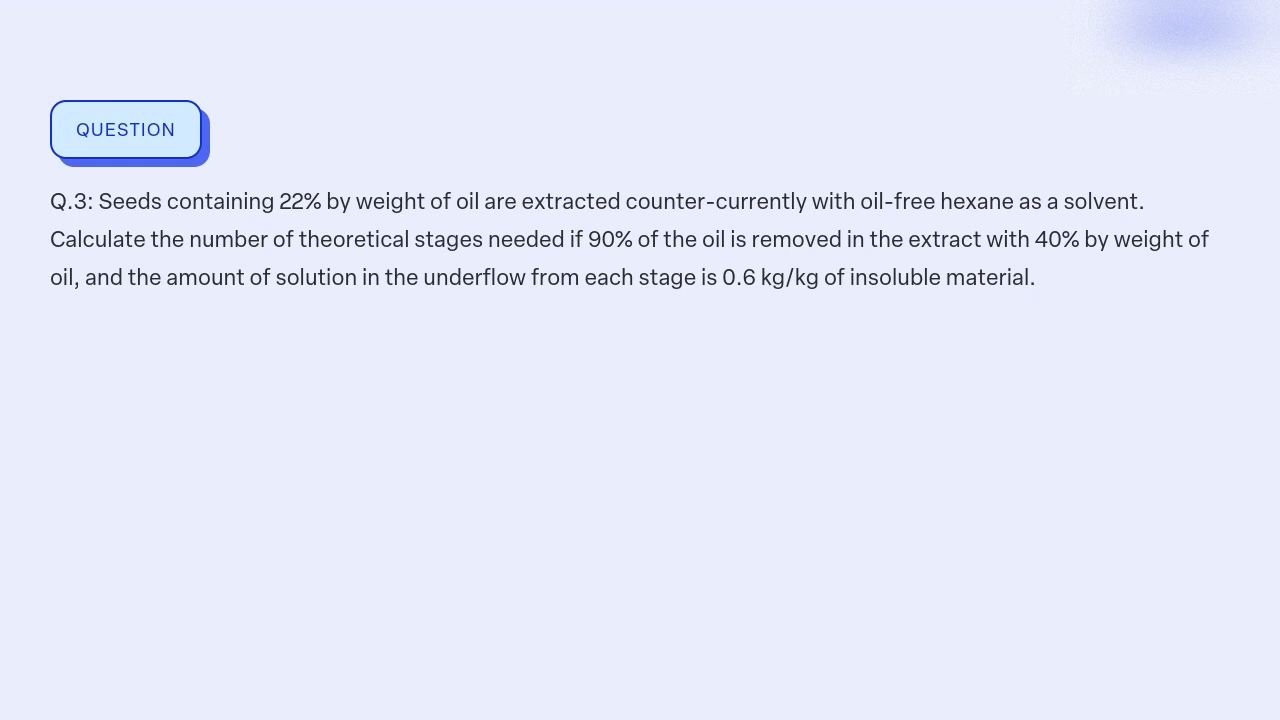 QUESTION
Q.3: Seeds containing 22% by weight of oil are extracted counter-currently with oil-free hexane as a solvent.
Calculate the number of theoretical stages needed if 90% of the oil is removed in the extract with 40% by weight of
oil, and the amount of solution in the underflow from each stage is 0.6 kg/kg of insoluble material.